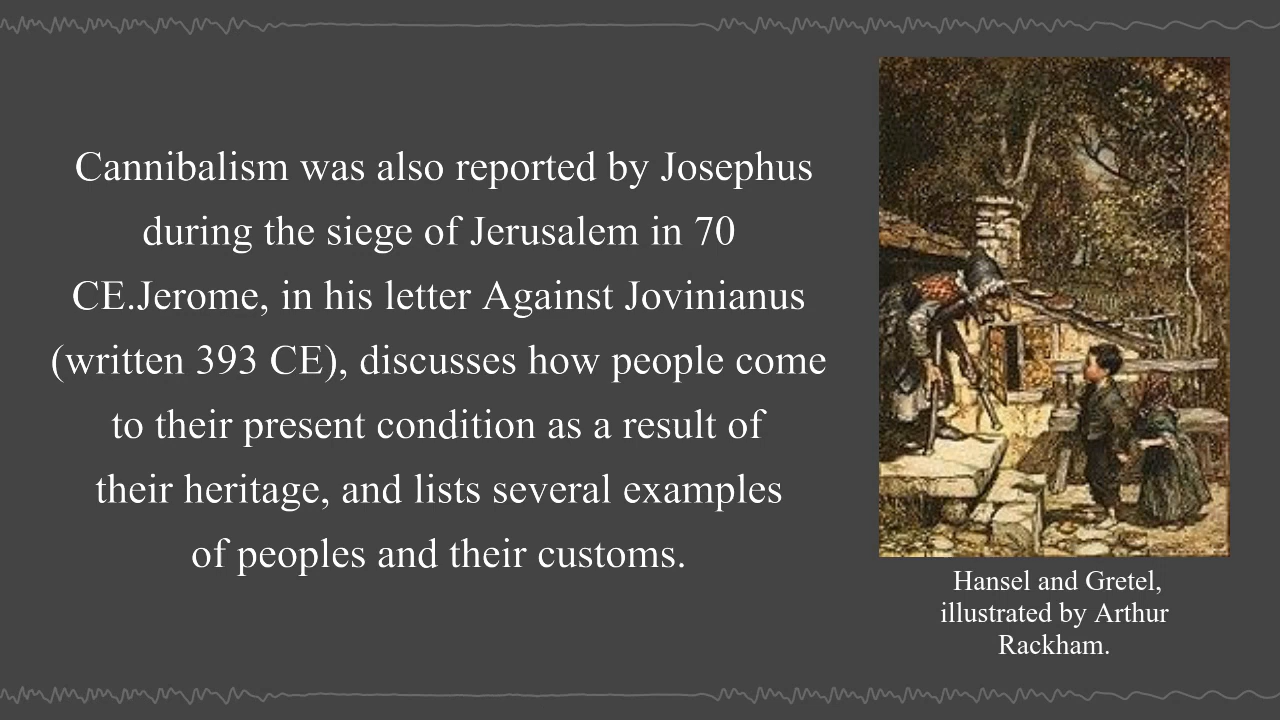 Cannibalism was also reported by Josephus
during the siege of Jerusalem in 70
CE.Jerome, in his letter Against Jovinianus
(written 393 CE), discusses how people come
to their present condition as a result of
their heritage, and lists several examples
of peoples and their customs.
Hansel and Gretel,
illustrated by Arthur
Rackham.